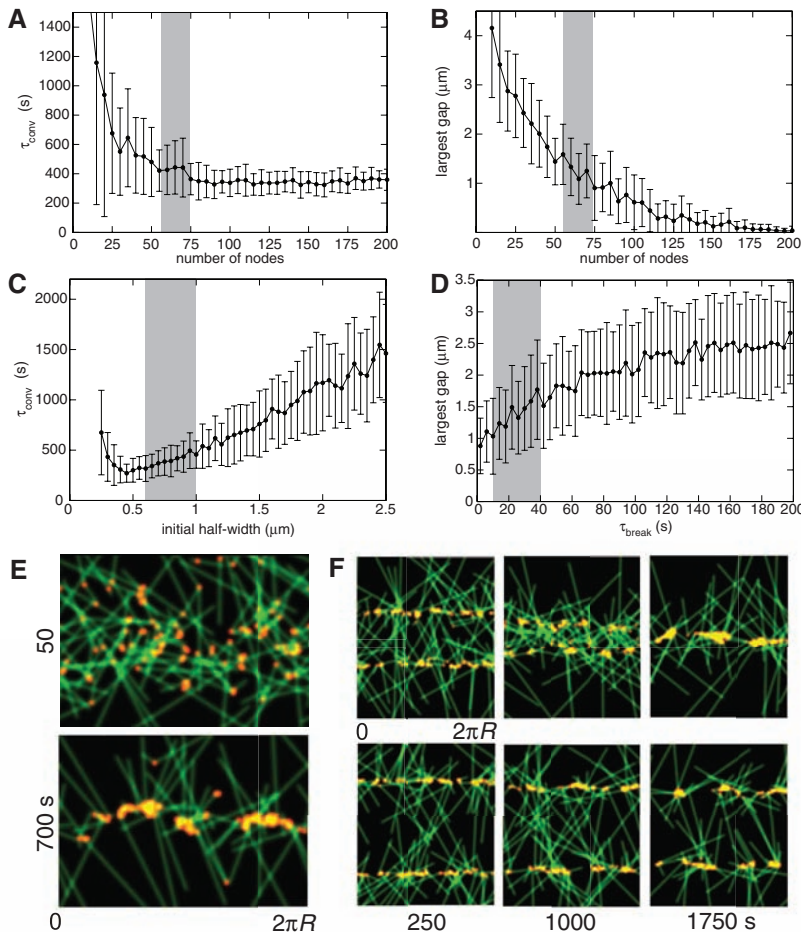 A
1400
1200
1000
800
600
400
200
0
τ_conv (s)
0 25 50 75 100 125 150 175 200
number of nodes
B
4
3
2
1
largest gap (μm)
0 25 50 75 100 125 150 175 200
number of nodes
C
2000
1500
1000
500
0
τ_conv (s)
0 0.5 1 1.5 2 2.5
initial half-width (μm)
D
3.5
3
2.5
2
1.5
1
0.5
0
largest gap (μm)
0 20 40 60 80 100 120 140 160 180 200
τ_break (s)
E
50
700 s
0 2πR
F
0 2πR
250 1000 1750 s